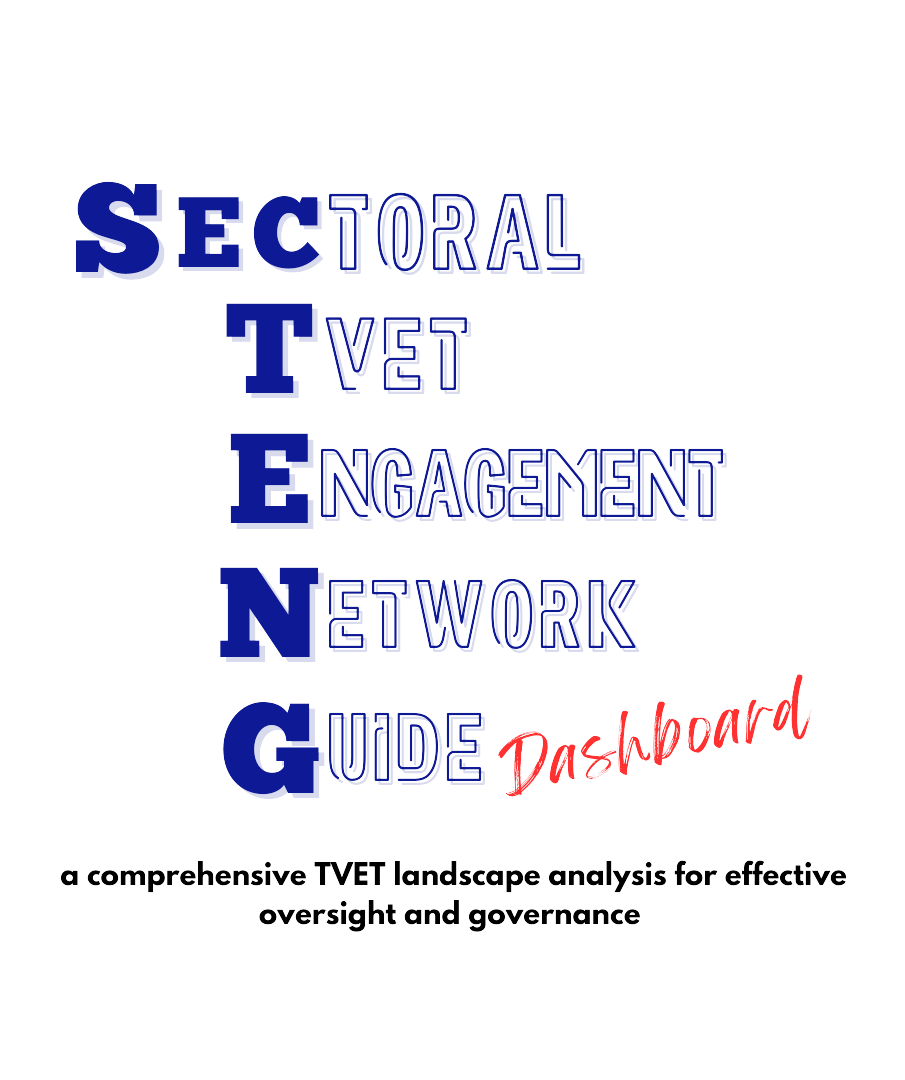 SECTORAL
TVET
ENGAGEMENT
NETWORK
GUIDE Dashboard
a comprehensive TVET landscape analysis for effective
oversight and governance